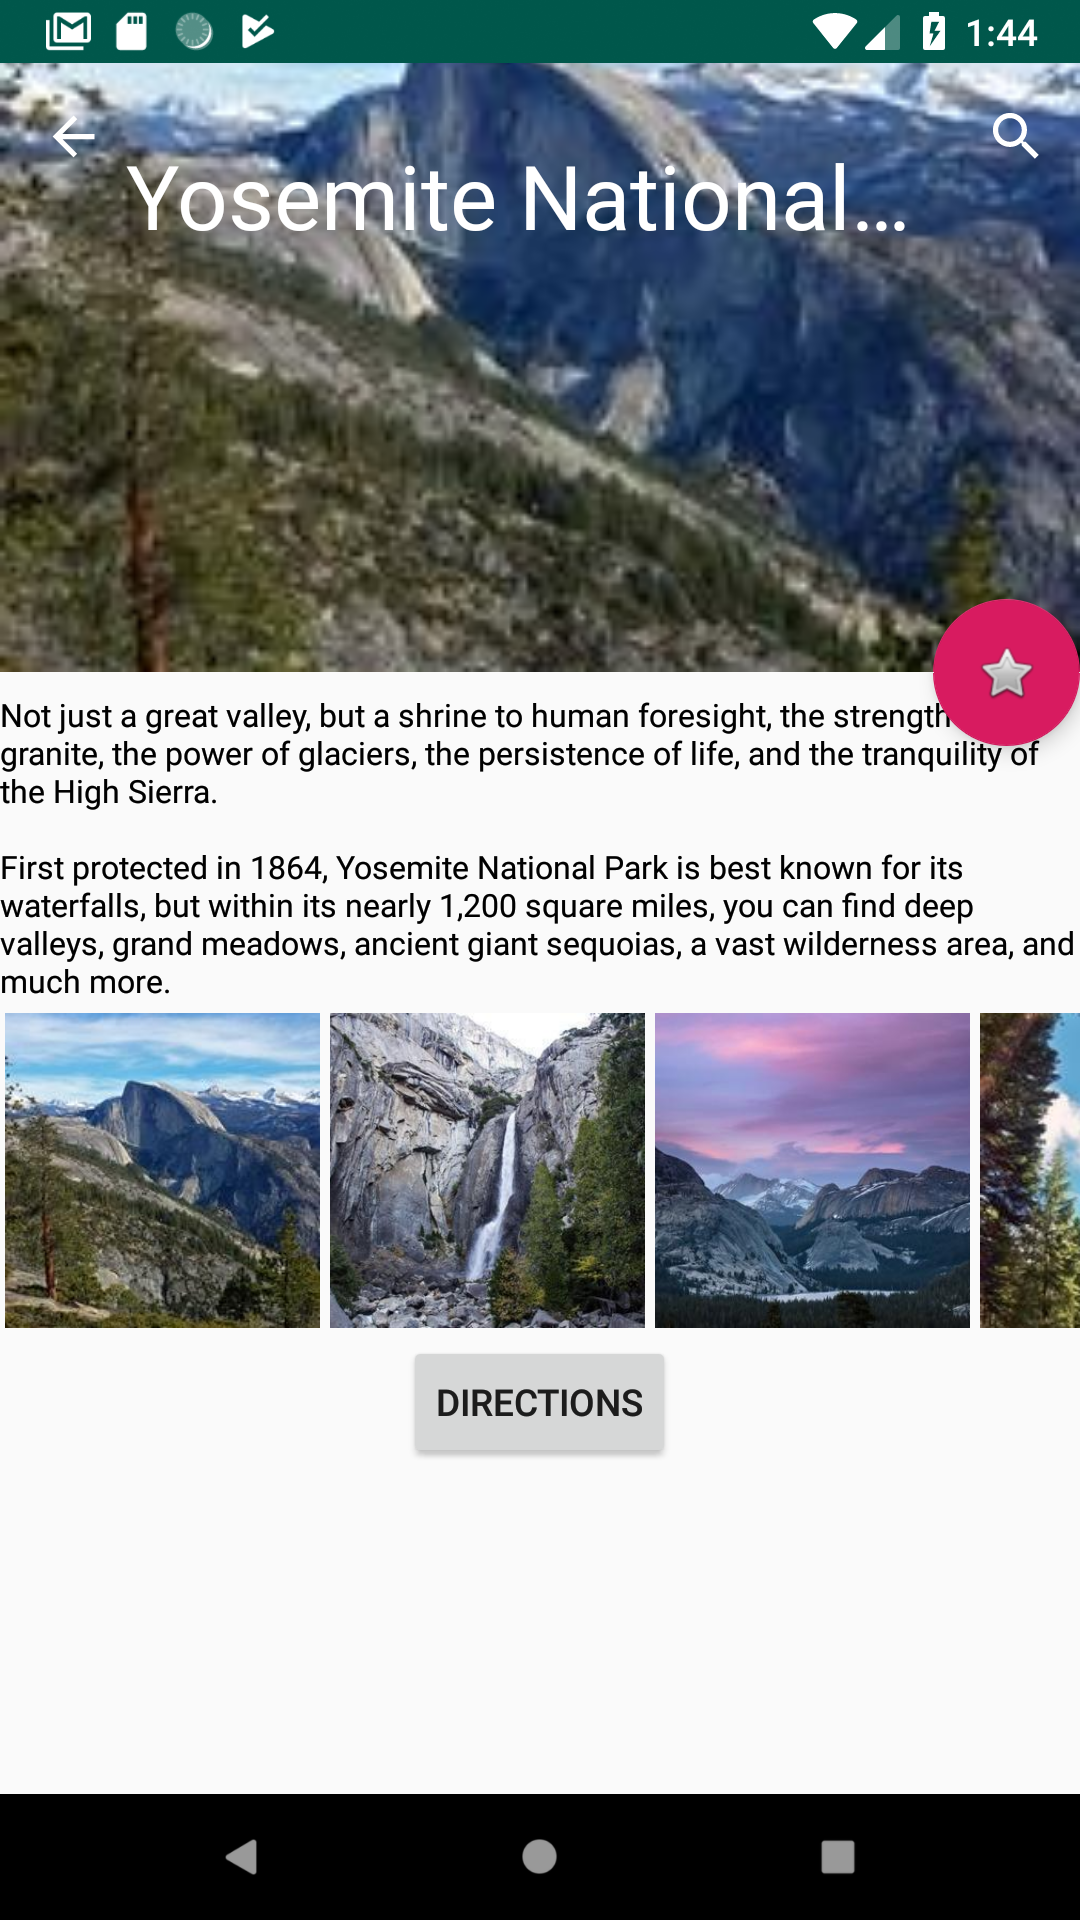 1:44
Yosemite National...
Not just a great valley, but a shrine to human foresight, the strength
granite, the power of glaciers, the persistence of life, and the tranquility of
the High Sierra.
First protected in 1864, Yosemite National Park is best known for its
waterfalls, but within its nearly 1,200 square miles, you can find deep
valleys, grand meadows, ancient giant sequoias, a vast wilderness area, and
much more.
DIRECTIONS